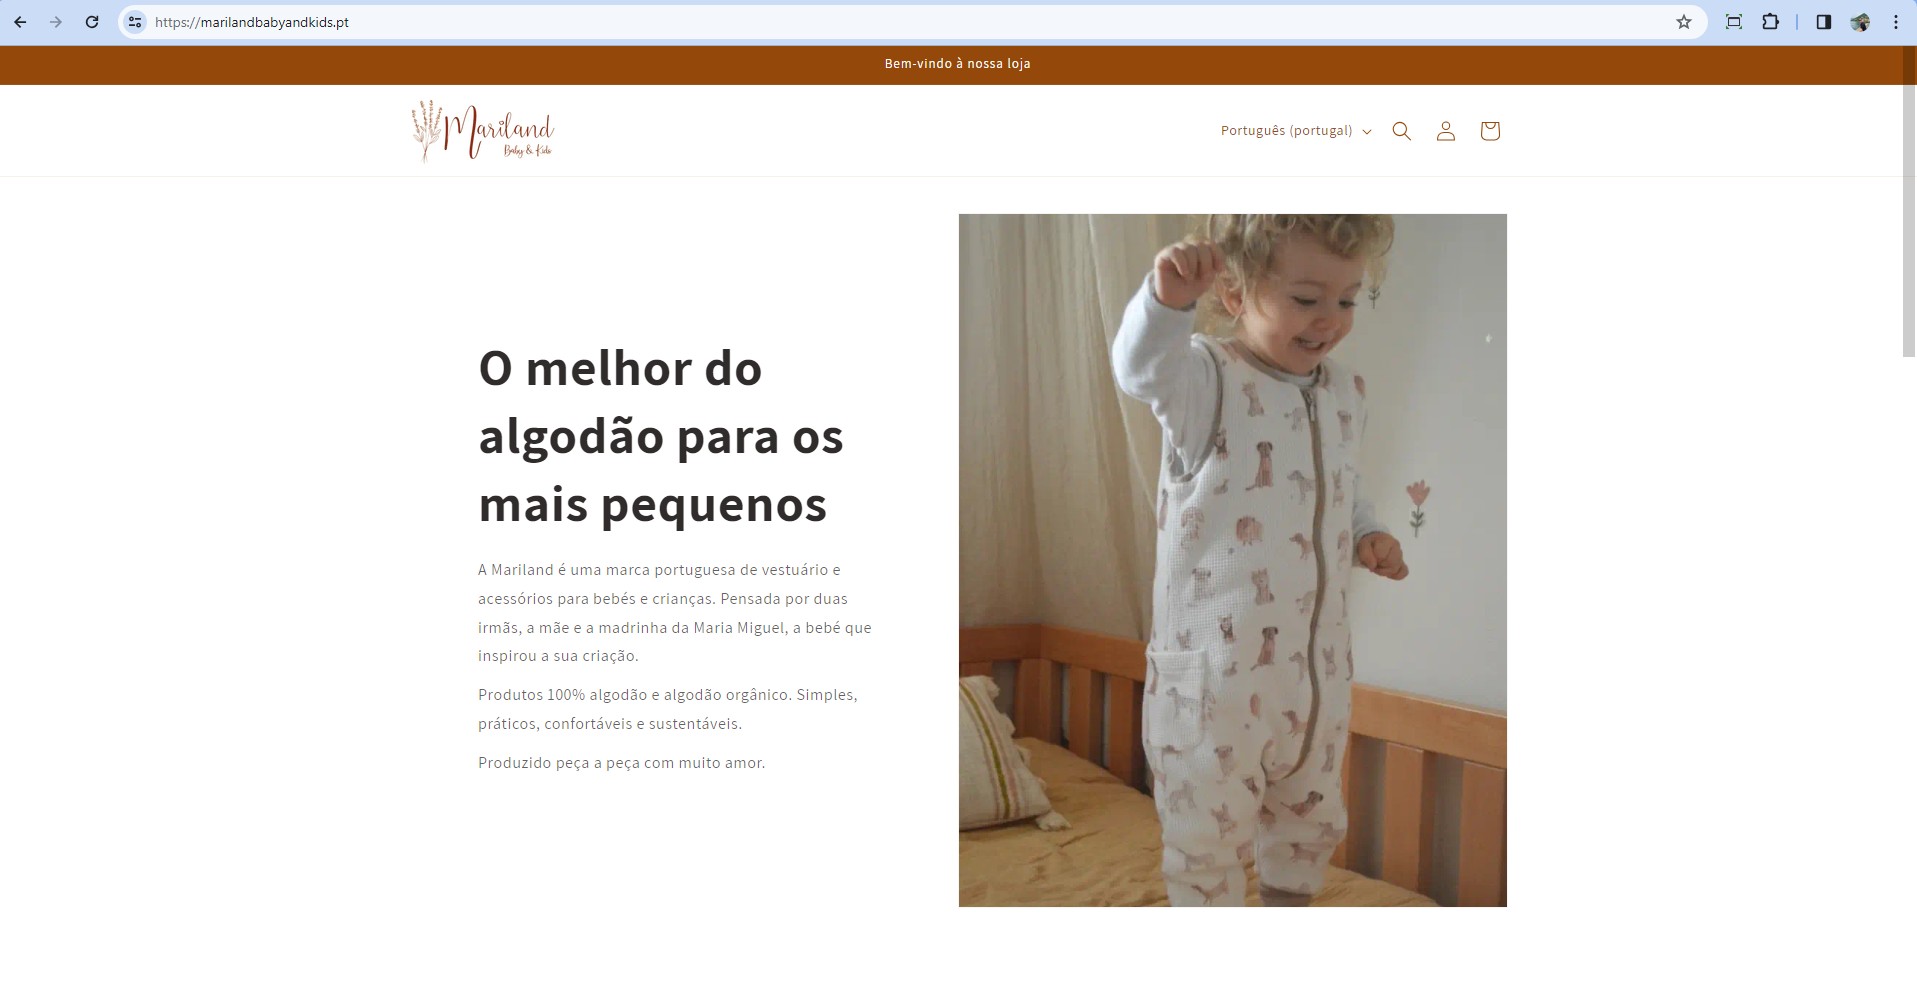 https://marilandbabyandkids.pt
Bem-vindo à nossa loja
Mariland
Baby & Kids
Português (portugal)
O melhor do
algodão para os
mais pequenos
A Mariland é uma marca portuguesa de vestuário e
acessórios para bebés e crianças. Pensada por duas
irmãs, a mãe e a madrinha da Maria Miguel, a bebé que
inspirou a sua criação.
Produtos 100% algodão e algodão orgânico. Simples,
práticos, confortáveis e sustentáveis.
Produzido peça a peça com muito amor.